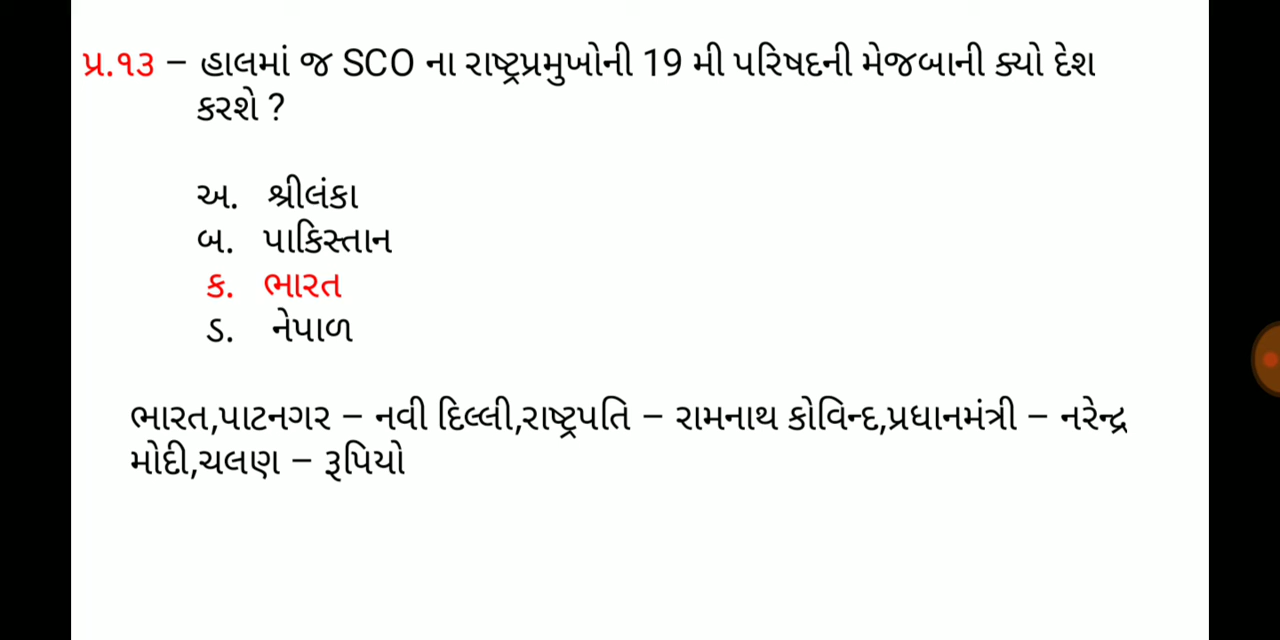 પ્ર.૧૩ – હાલમાં જ SCO ના રાષ્ટ્રપ્રમુખોની 19 મી પરિષદની મેજબાની ક્યો દેશ
કરશે ?
અ. શ્રીલંકા
બ. પાકિસ્તાન
ક. ભારત
ડ. નેપાળ
ભારત,પાટનગર – નવી દિલ્લી,રાષ્ટ્રપતિ – રામનાથ કોવિન્દ,પ્રધાનમંત્રી – નરેન્દ્ર
મોદી,ચલણ – રૂપિયો